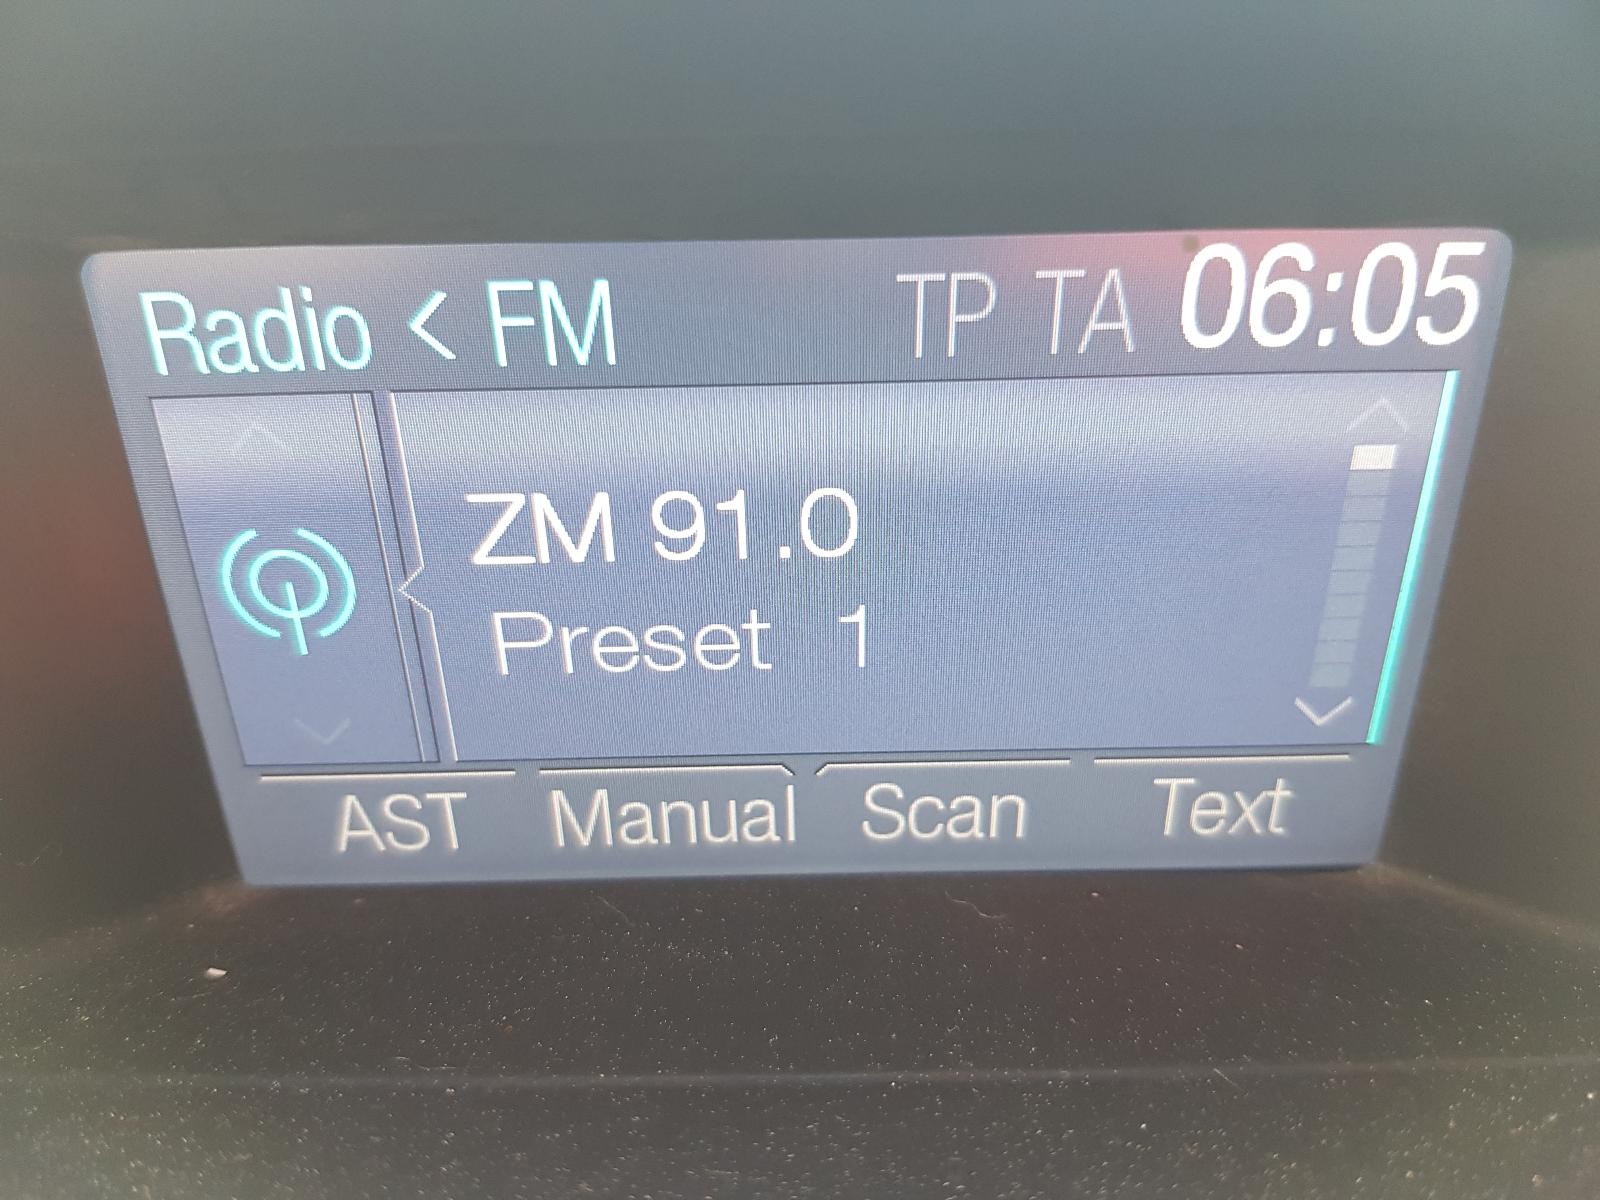 Radio < FM TP TA 06:05
ZM 91.0
Preset 1
AST Manual Scan Text